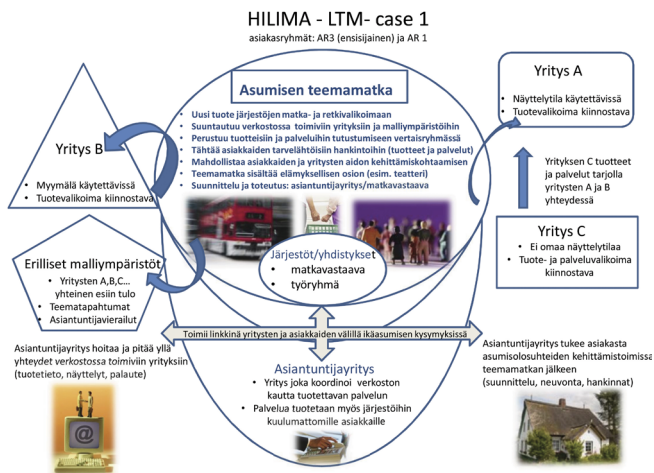 HILIMA - LTM- case 1
asiakasryhmät: AR3 (ensisijainen) ja AR 1
Asumisen teemamatka
• Uusi tuote järjestöjen matka- ja retkivalikoimaan
• Suuntautuu verkostossa toimiviin yrityksiin ja malliympäristöihin
• Perustuu tuotteisiin ja palveluihin tutustumiseen vertaisryhmässä
• Tähtää asiakkaiden tarvelähtöisiin hankintoihin (tuotteet ja palvelut)
• Mahdollistaa asiakkaiden ja yritysten aidon kehittämiskohtaamisen
• Teemamatka sisältää elämyksellisen osion (esim. teatteri)
• Suunnittelu ja toteutus: asiantuntijayritys/matkavastaava
Yritys B
• Myymälä käytettävissä
• Tuotevalikoima kiinnostava
Yritys A
• Näyttelytila käytettävissä
• Tuotevalikoima kiinnostava
Yrityksen C tuotteet
ja palvelut tarjolla
yritysten A ja B
yhteydessä
Yritys C
• Ei omaa näyttelytilaa
• Tuote- ja palveluvalikoima
kiinnostava
Erilliset malliympäristöt
• Yritysten A,B,C...
yhteinen esiin tulo
• Teematapahtumat
• Asiantuntijavierailut
Järjestöt/yhdistykset
• matkavastaava
• työryhmä
Toimii linkkinä yritysten ja asiakkaiden välillä ikäasumisen kysymyksissä
Asiantuntijayritys hoitaa ja pitää yllä
yhteydet verkostossa toimiviin yrityksiin
(tuotetieto, näyttelyt, palaute)
@
Asiantuntijayritys
• Yritys joka koordinoi verkoston
kautta tuotettavan palvelun
• Palvelua tuotetaan myös järjestöihin
kuulumattomille asiakkaille
Asiantuntijayritys tukee asiakasta
asumisolosuhteiden kehittämistoimissa
teemamatkan jälkeen
(suunnittelu, neuvonta, hankinnat)